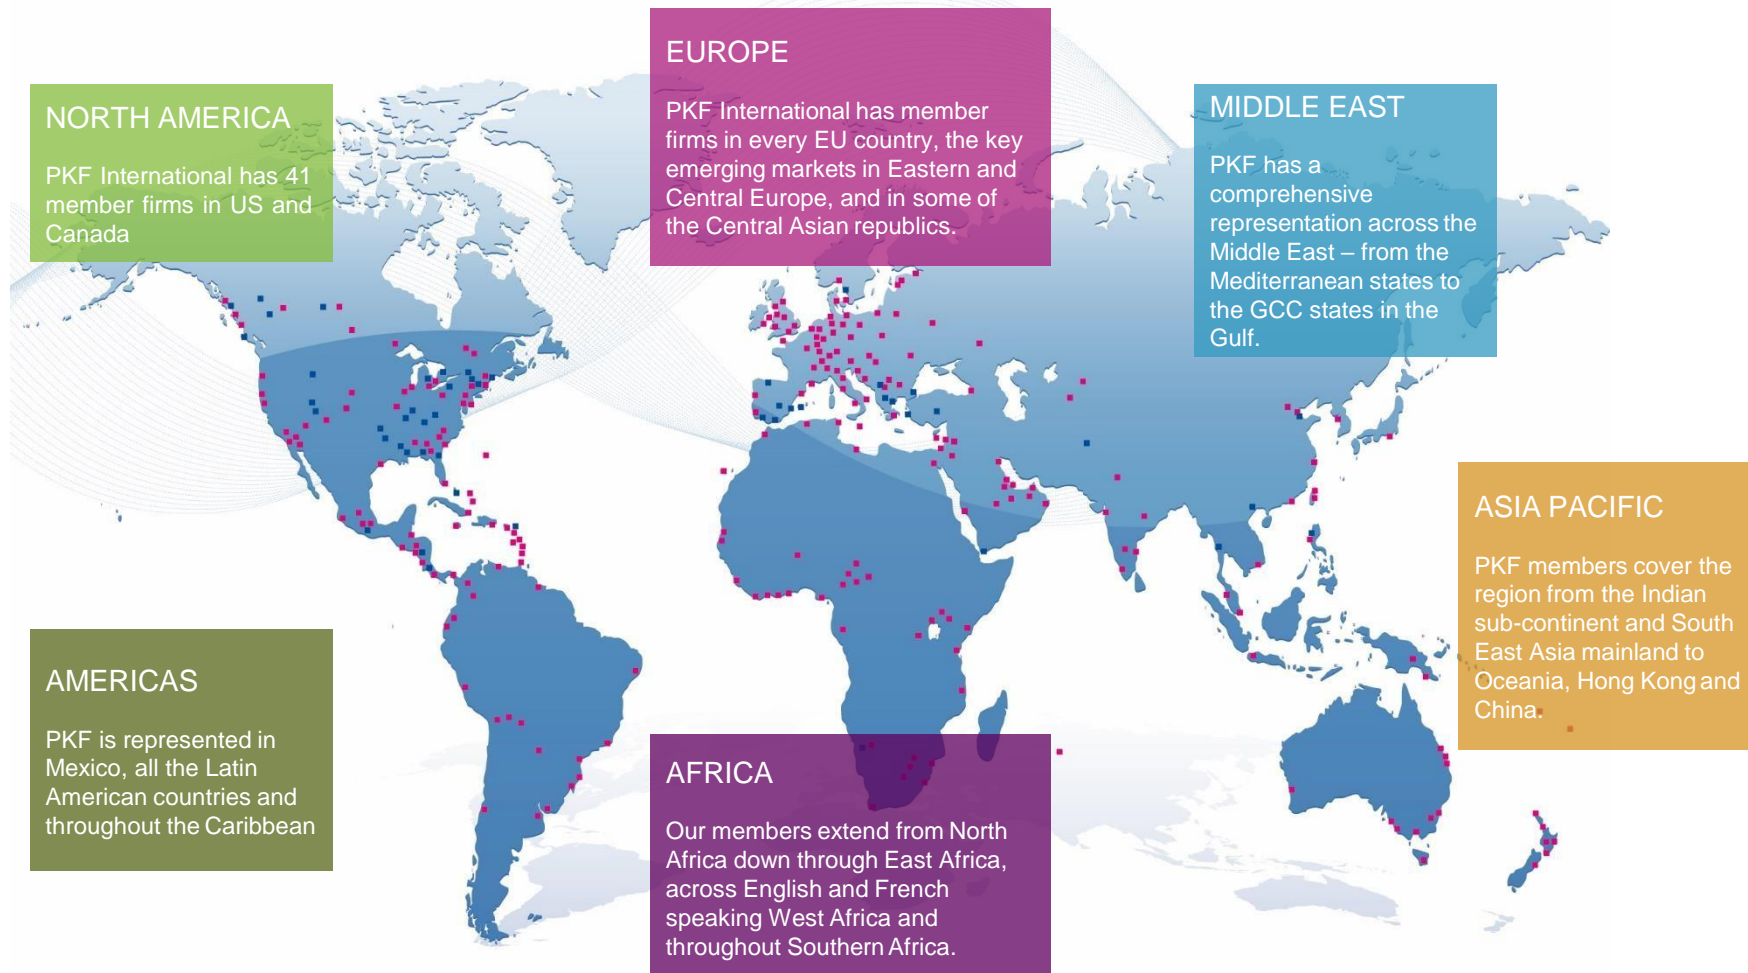 EUROPE
PKF International has member
firms in every EU country, the key
emerging markets in Eastern and
Central Europe, and in some of
the Central Asian republics.
NORTH AMERICA
PKF International has 41
member firms in US and
Canada
MIDDLE EAST
PKF has a
comprehensive
representation across the
Middle East – from the
Mediterranean states to
the GCC states in the
Gulf.
ASIA PACIFIC
PKF members cover the
region from the Indian
sub-continent and South
East Asia mainland to
Oceania, Hong Kong and
China.
AMERICAS
PKF is represented in
Mexico, all the Latin
American countries and
throughout the Caribbean
AFRICA
Our members extend from North
Africa down through East Africa,
across English and French
speaking West Africa and
throughout Southern Africa.